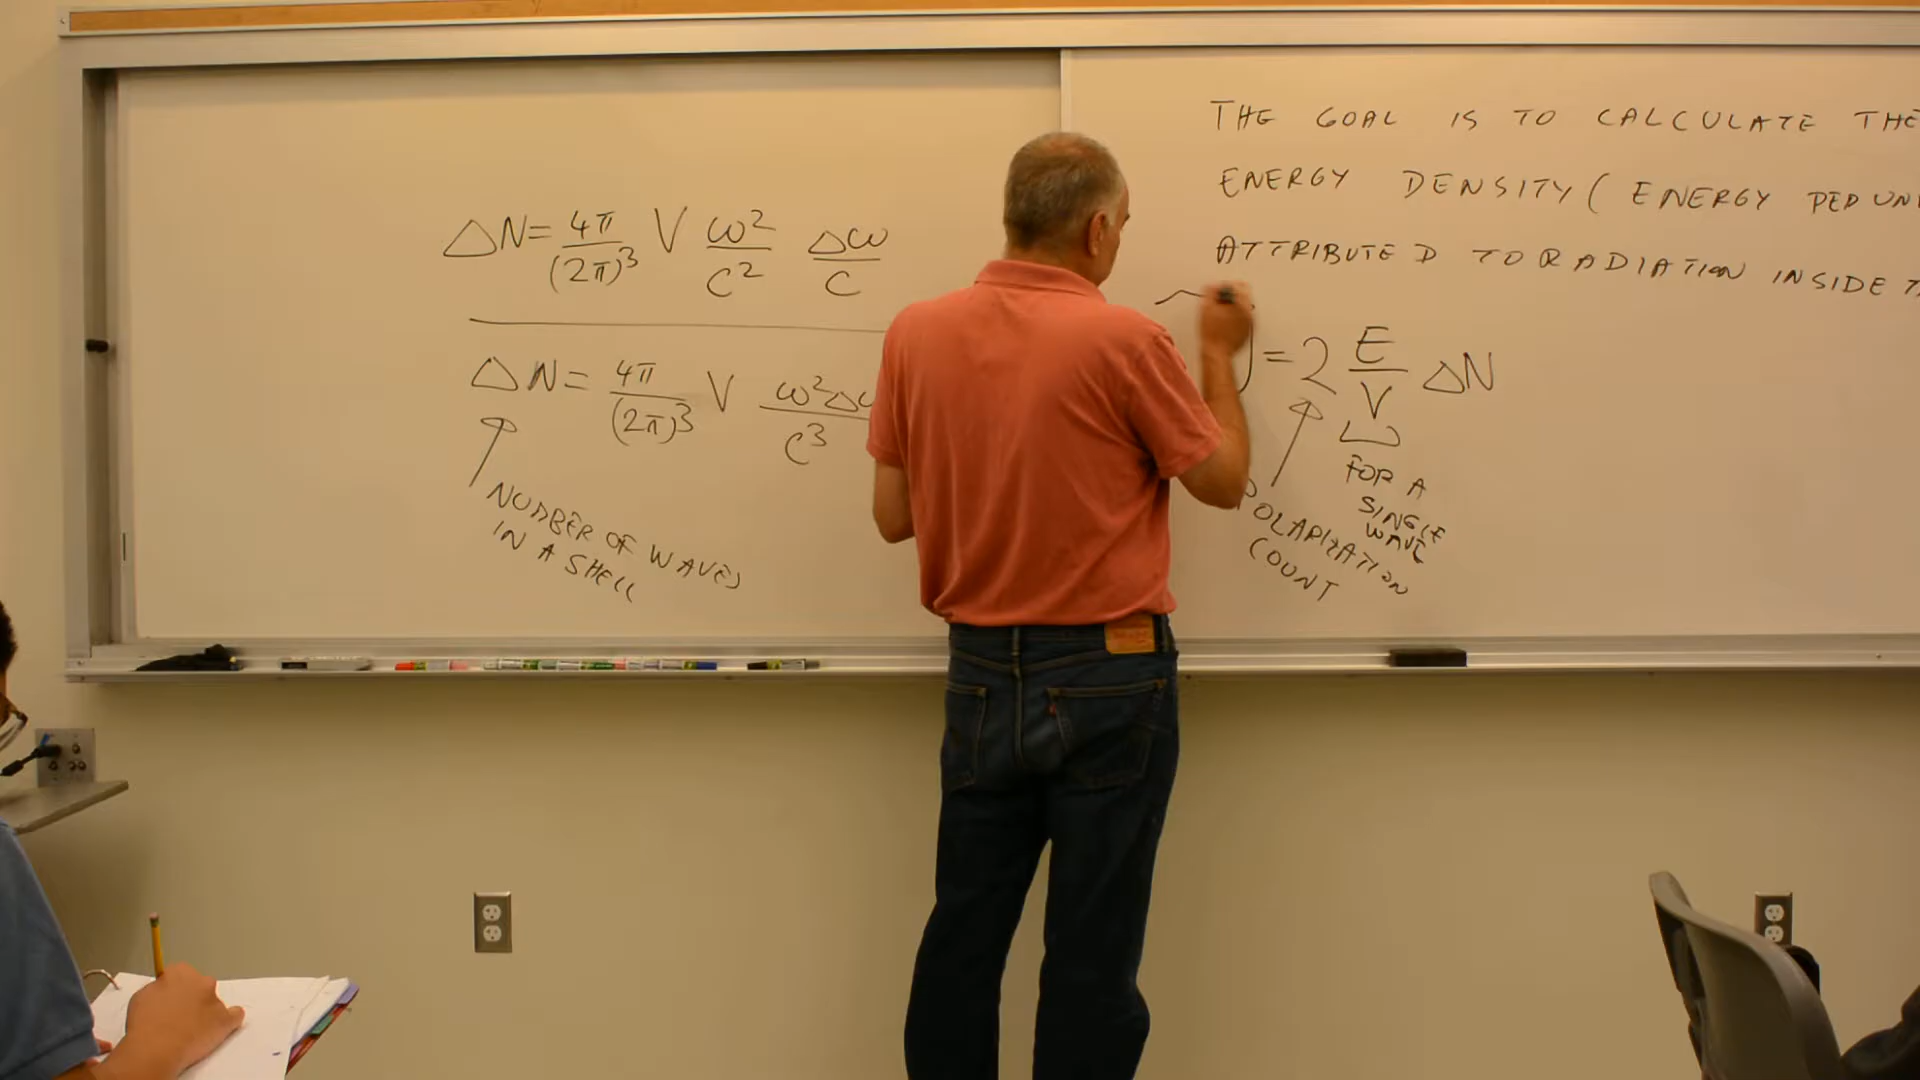 ΔN = 4π/(2π)³ V ω²/c² Δω/c
ΔN = 4π/(2π)³ V ω²Δω/c³
NUMBER OF WAVES
IN A SHELL
THE GOAL IS TO CALCULATE THE
ENERGY DENSITY ( ENERGY PER UNI
ATTRIBUTED TO RADIATION INSIDE T
= 2 E/V ΔN
FOR A
SINGLE
WAVE
POLARIZATION
COUNT